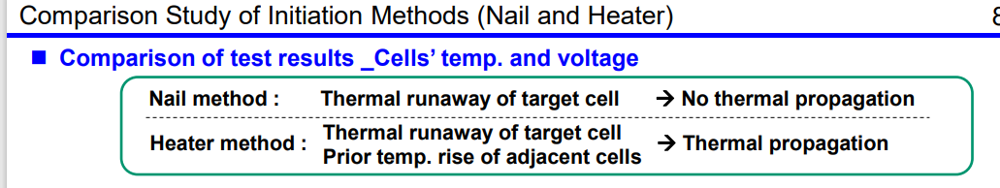 Comparison Study of Initiation Methods (Nail and Heater)
■ Comparison of test results _Cells’ temp. and voltage
Nail method : Thermal runaway of target cell → No thermal propagation
Heater method : Thermal runaway of target cell
Prior temp. rise of adjacent cells → Thermal propagation